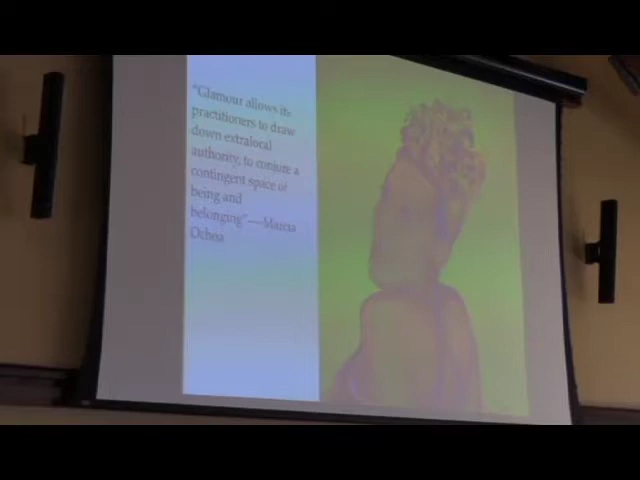 "Glamour allows its
practitioners to draw
down extralocal
authority, to conjure a
contingent space of
being and
belonging"—Marcia
Ochoa